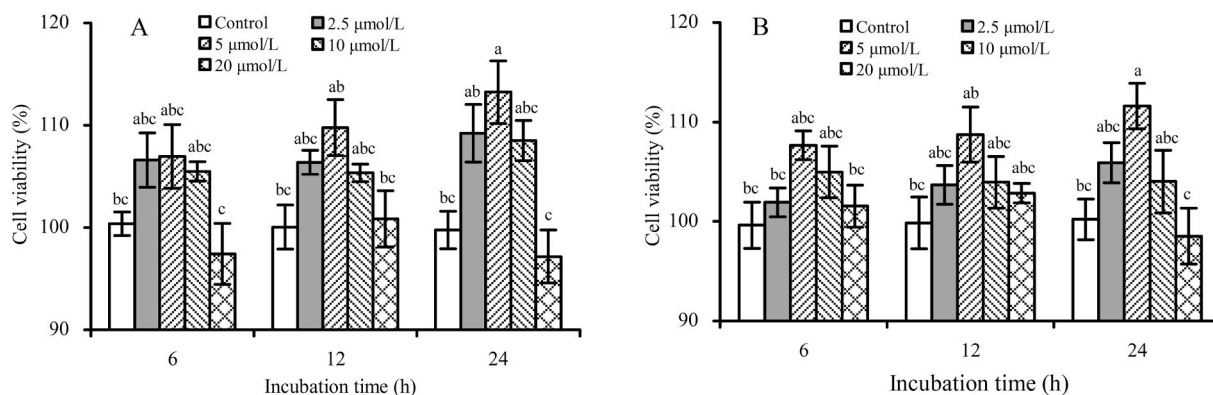 A
Control
2.5 μmol/L
5 μmol/L
10 μmol/L
20 μmol/L
Cell viability (%)
120
110
100
90
bc
abc
abc
abc
c
bc
abc
ab
abc
bc
bc
ab
a
abc
c
6
12
24
Incubation time (h)
B
Control
2.5 μmol/L
5 μmol/L
10 μmol/L
20 μmol/L
Cell viability (%)
120
110
100
90
bc
bc
abc
abc
abc
bc
abc
ab
abc
abc
bc
abc
a
abc
c
6
12
24
Incubation time (h)